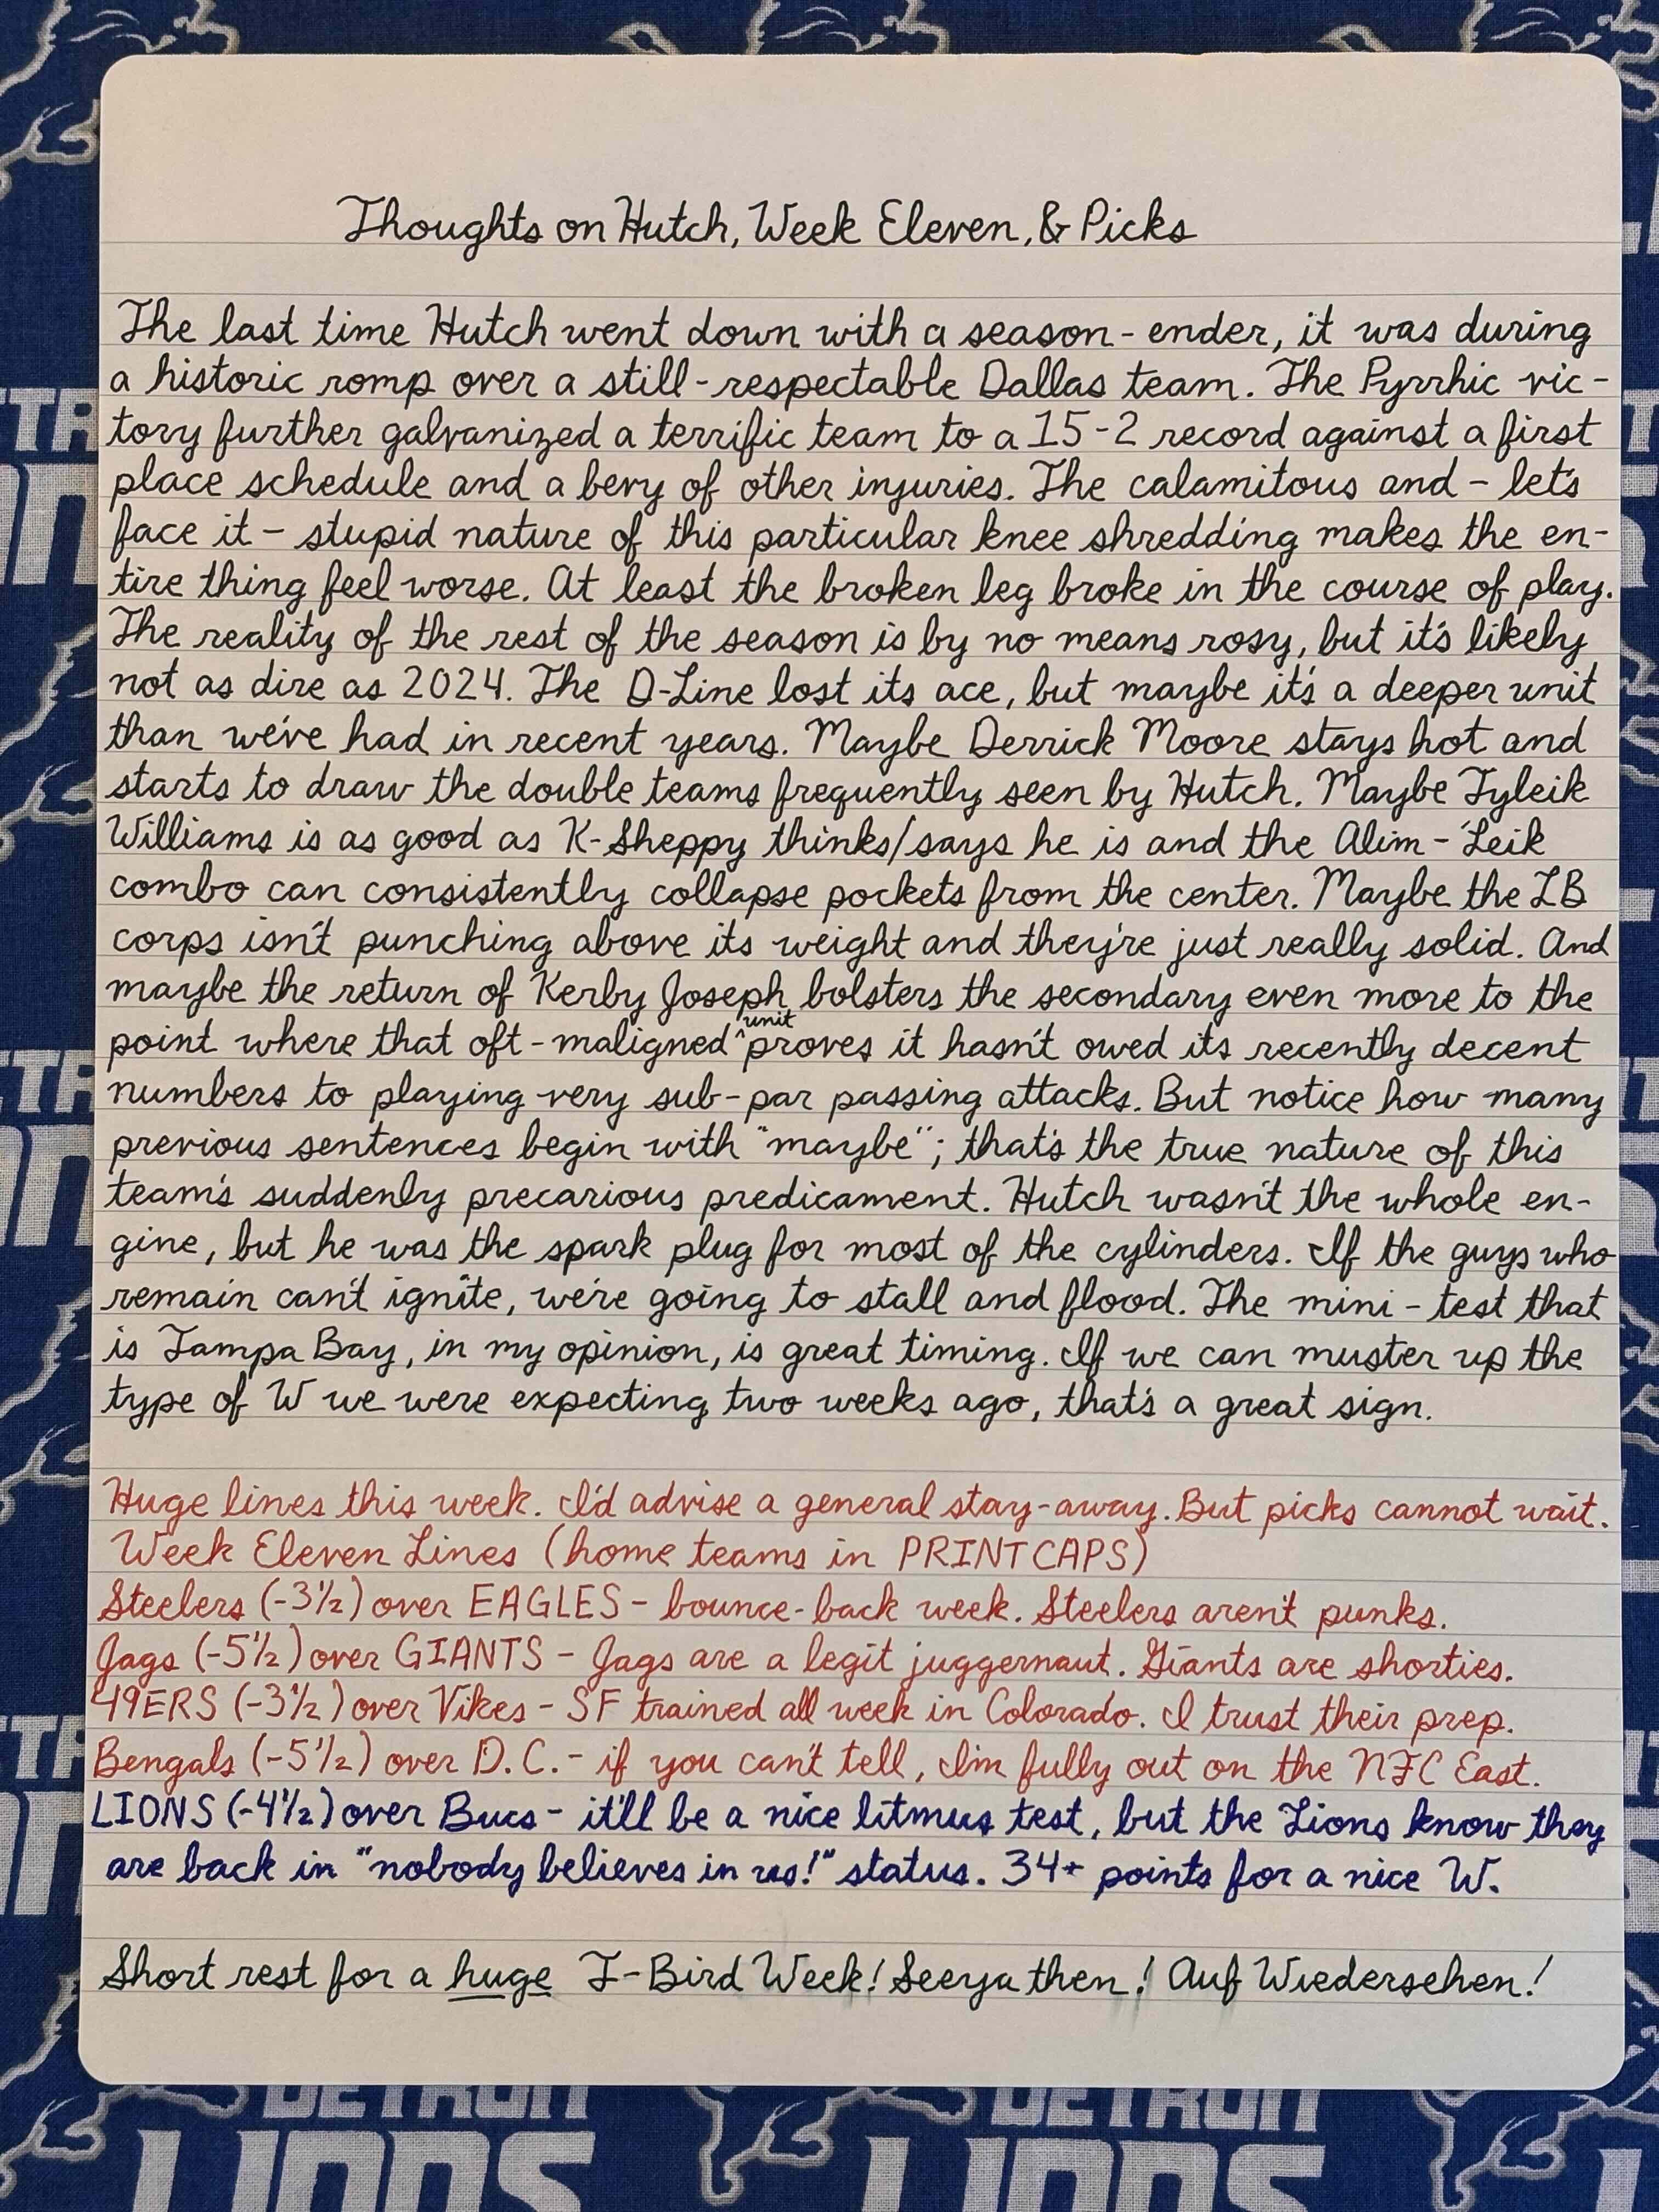 Thoughts on Hutch, Week Eleven, & Picks
The last time Hutch went down with a season-ender, it was during
a historic romp over a still-respectable Dallas team. The Pyrrhic vic-
tory further galvanized a terrific team to a 15-2 record against a first
place schedule and a bevy of other injuries. The calamitous and - let's
face it - stupid nature of this particular knee shredding makes the en-
tire thing feel worse. At least the broken leg broke in the course of play.
The reality of the rest of the season is by no means rosy, but it's likely
not as dire as 2024. The D-Line lost its ace, but maybe it's a deeper unit
than we've had in recent years. Maybe Derrick Moore stays hot and
starts to draw the double teams frequently seen by Hutch. Maybe Tyleik
Williams is as good as K-Sheppy thinks/says he is and the Alim-'Leik
combo can consistently collapse pockets from the center. Maybe the LB
corps isn't punching above its weight and they're just really solid. And
maybe the return of Kerby Joseph bolsters the secondary even more to the
point where that oft-maligned ^unit proves it hasn't owed its recently decent
numbers to playing very sub-par passing attacks. But notice how many
previous sentences begin with "maybe"; that's the true nature of this
team's suddenly precarious predicament. Hutch wasn't the whole en-
gine, but he was the spark plug for most of the cylinders. If the guys who
remain can't ignite, we're going to stall and flood. The mini-test that
is Tampa Bay, in my opinion, is great timing. If we can muster up the
type of W we were expecting two weeks ago, that's a great sign.
Huge lines this week. I'd advise a general stay-away. But picks cannot wait.
Week Eleven Lines (home teams in PRINT CAPS)
Steelers (-3½) over EAGLES - bounce-back week. Steelers aren't punks.
Jags (-5½) over GIANTS - Jags are a legit juggernaut. Giants are shorties.
49ERS (-3½) over Vikes - SF trained all week in Colorado. I trust their prep.
Bengals (-5½) over D.C. - if you can't tell, I'm fully out on the NFC East.
LIONS (-4½) over Bucs - it'll be a nice litmus test, but the Lions know they
are back in "nobody believes in us!" status. 34+ points for a nice W.
Short rest for a huge T-Bird Week! Seeya then! Auf Wiedersehen!
DETROIT
LIONS
DETROIT
LIONS